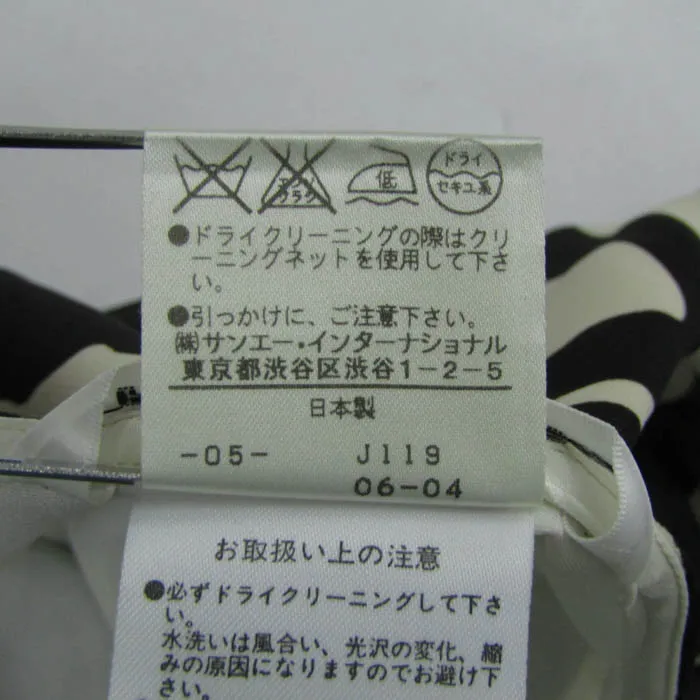 エンソ サラシ
低
ドライ
セキユ系
●ドライクリーニングの際はクリ
ーニングネットを使用して下さ
い。
●引っかけに、ご注意下さい。
㈱サンエー・インターナショナル
東京都渋谷区渋谷1-2-5
日本製
-05- J119
06-04
お取扱い上の注意
●必ずドライクリーニングして下さ
い。
水洗いは風合い、光沢の変化、縮
みの原因になりますのでお避け下